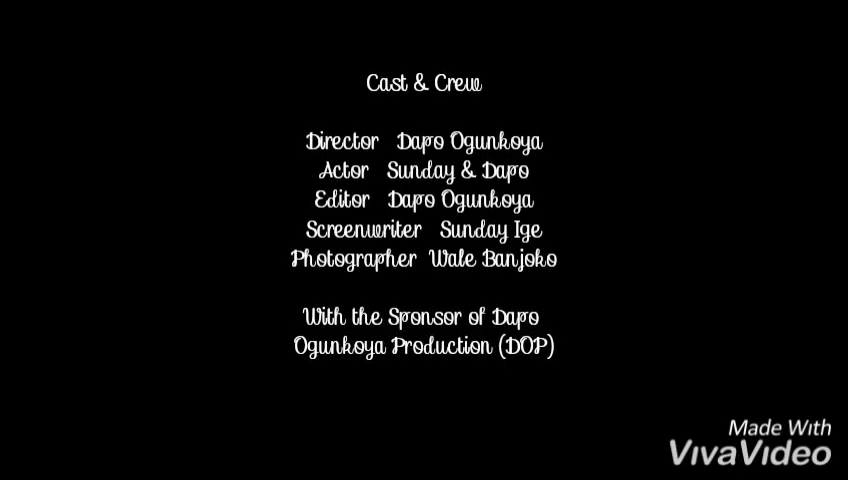 Cast & Crew
Director Dapo Ogunkoya
Actor Sunday & Dapo
Editor Dapo Ogunkoya
Screenwriter Sunday Ige
Photographer Wale Banjoko
With the Sponsor of Dapo
Ogunkoya Production (DOP)
Made With
VivaVideo